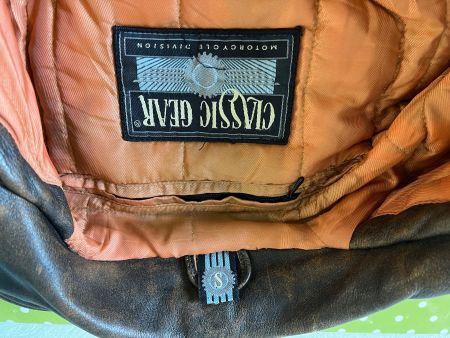 CLASSIC GEAR®
MOTORCYCLE DIVISION
S